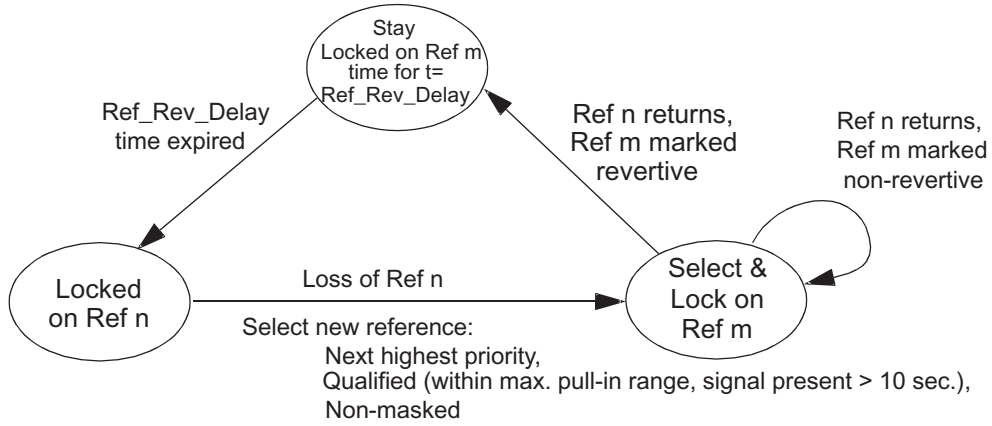 Stay
Locked on Ref m
time for t=
Ref_Rev_Delay
Ref_Rev_Delay
time expired
Ref n returns,
Ref m marked
revertive
Ref n returns,
Ref m marked
non-revertive
Locked
on Ref n
Loss of Ref n
Select &
Lock on
Ref m
Select new reference:
Next highest priority,
Qualified (within max. pull-in range, signal present > 10 sec.),
Non-masked